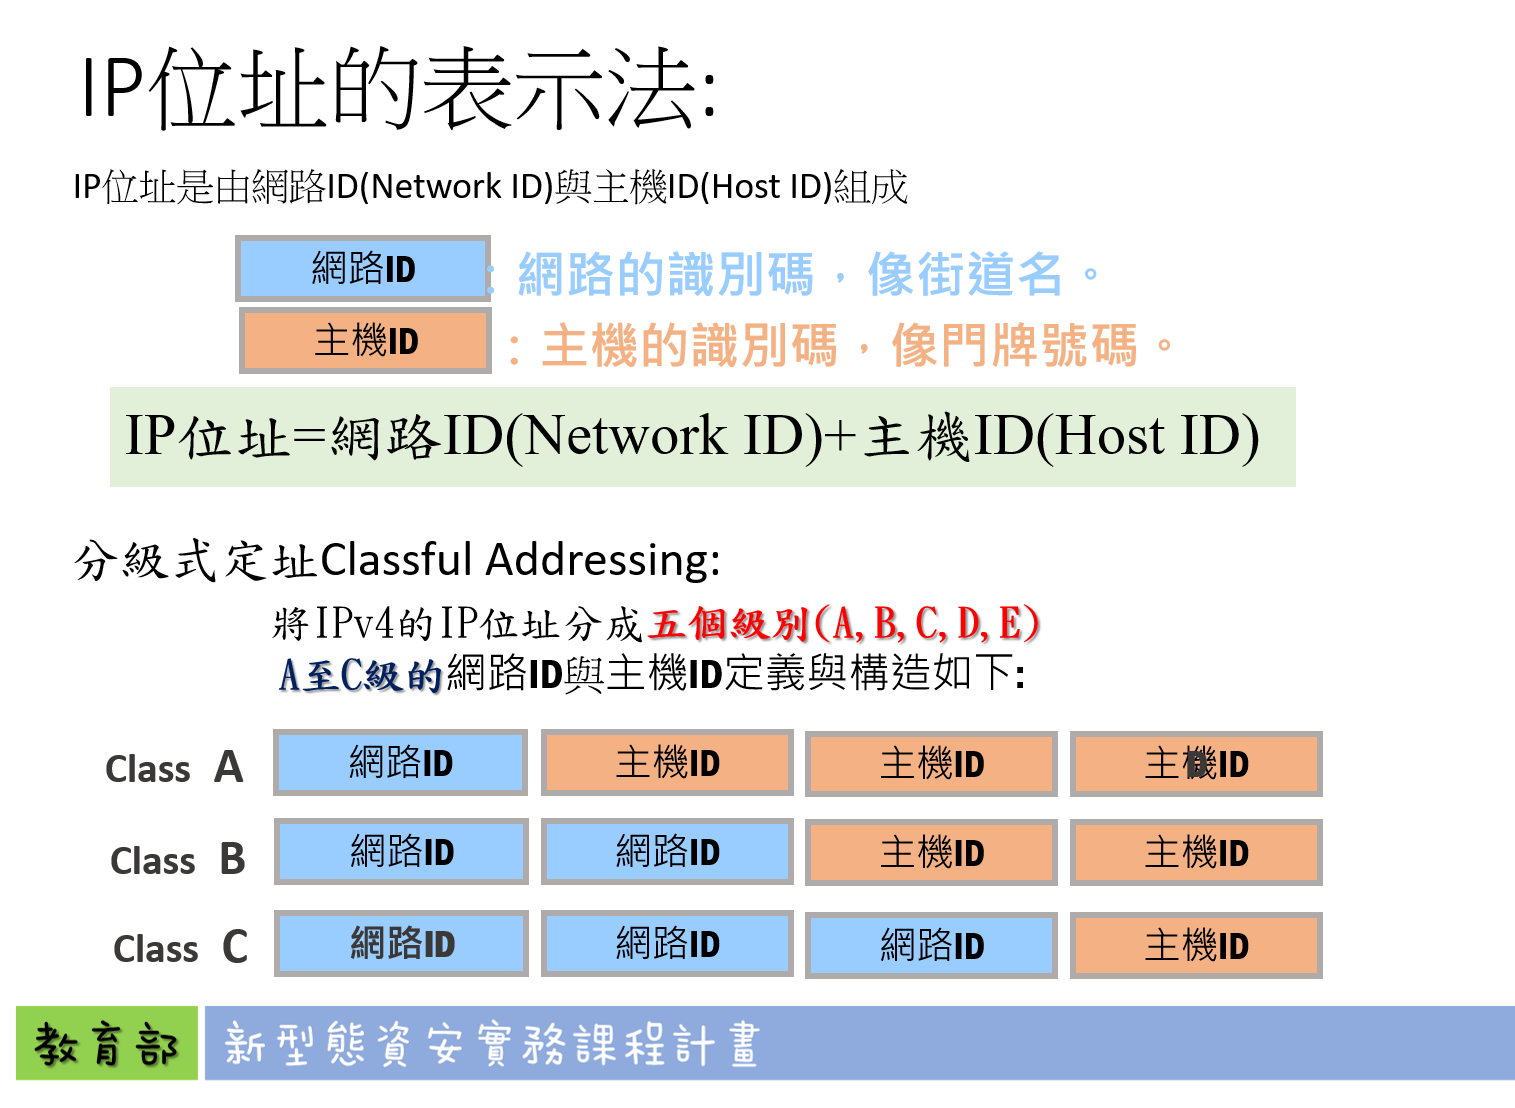 IP位址的表示法:
IP位址是由網路ID(Network ID)與主機ID(Host ID)組成
網路ID：網路的識別碼，像街道名。
主機ID：主機的識別碼，像門牌號碼。
IP位址=網路ID(Network ID)+主機ID(Host ID)
分級式定址Classful Addressing:
將IPv4的IP位址分成五個級別(A,B,C,D,E)
A至C級的網路ID與主機ID定義與構造如下:
Class A 網路ID 主機ID 主機ID 主機ID
Class B 網路ID 網路ID 主機ID 主機ID
Class C 網路ID 網路ID 網路ID 主機ID
教育部 新型態資安實務課程計畫